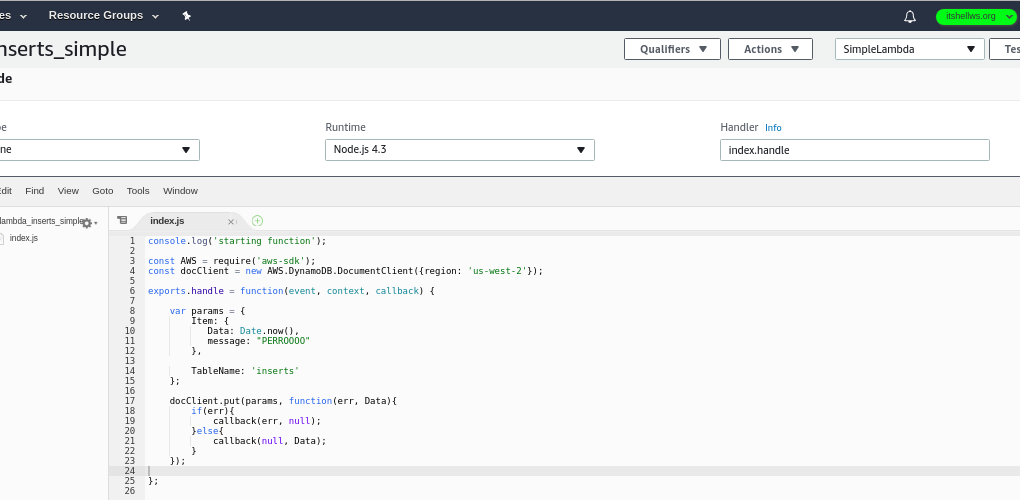 es Resource Groups itshellws.org
nserts_simple Qualifiers Actions SimpleLambda Tes
de
e Runtime Handler Info
ne Node.js 4.3 index.handle
Edit Find View Goto Tools Window
lambda_inserts_simple index.js
index.js
1 console.log('starting function');
2
3 const AWS = require('aws-sdk');
4 const docClient = new AWS.DynamoDB.DocumentClient({region: 'us-west-2'});
5
6 exports.handle = function(event, context, callback) {
7
8 var params = {
9 Item: {
10 Data: Date.now(),
11 message: "PERROOOO"
12 },
13
14 TableName: 'inserts'
15 };
16
17 docClient.put(params, function(err, Data){
18 if(err){
19 callback(err, null);
20 }else{
21 callback(null, Data);
22 }
23 });
24
25 };
26